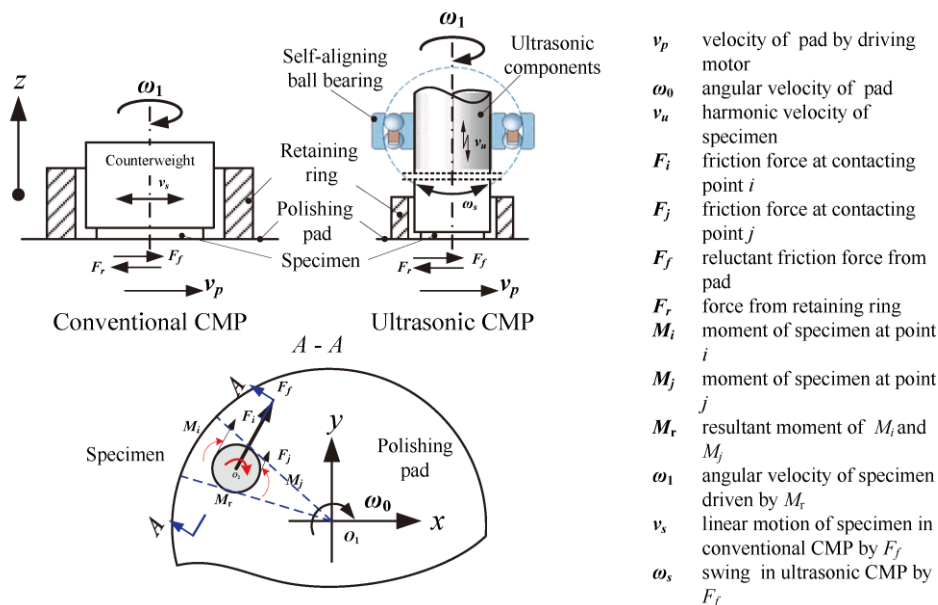 ω1
z
Counterweight
vs
Fr
Ff
vp
Conventional CMP
Self-aligning
ball bearing
Retaining
ring
Polishing
pad
Specimen
ω1
Ultrasonic
components
vu
ωs
Fr
Ff
vp
Ultrasonic CMP
A - A
A
Ff
Fi
Mi
Fj
Mj
Specimen
o2
Mr
A
y
Polishing
pad
ω0
x
O1
vp velocity of pad by driving
motor
ω0 angular velocity of pad
vu harmonic velocity of
specimen
Fi friction force at contacting
point i
Fj friction force at contacting
point j
Ff reluctant friction force from
pad
Fr force from retaining ring
Mi moment of specimen at point
i
Mj moment of specimen at point
j
Mr resultant moment of Mi and
Mj
ω1 angular velocity of specimen
driven by Mr
vs linear motion of specimen in
conventional CMP by Ff
ωs swing in ultrasonic CMP by
Ff